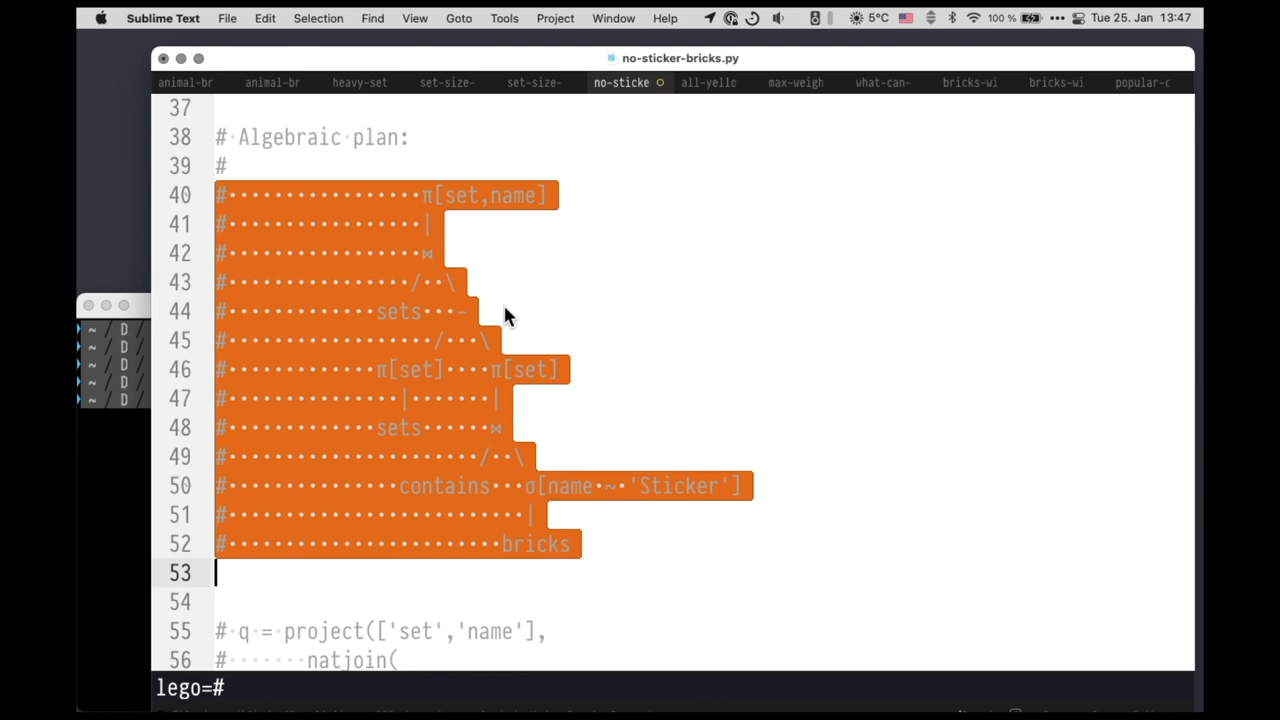 Sublime Text File Edit Selection Find View Goto Tools Project Window Help 5°C 100 % Tue 25. Jan 13:47
no-sticker-bricks.py
animal-br animal-br heavy-set set-size- set-size- no-sticke all-yello max-weigh what-can- bricks-wi bricks-wi popular-c
37
38 # Algebraic plan:
39 #
40 #·················π[set,name]
41 #·················|
42 #·················⋈
43 #················/··\
44 #·············sets···-
45 #··················/···\
46 #·············π[set]····π[set]
47 #···············|·······|
48 #·············sets······⋈
49 #······················/··\
50 #···············contains···σ[name·~·'Sticker']
51 #··························|
52 #························bricks
53
54
55 # q = project(['set','name'],
56 #·······natjoin(
~ / D /
~ / D /
~ / D /
~ / D /
~ / D /
lego=#